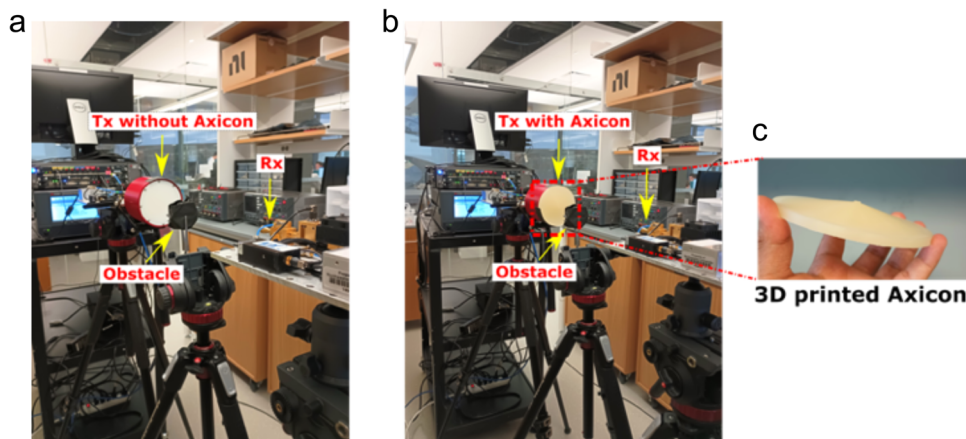 a
b
Tx without Axicon
Rx
Obstacle
Tx with Axicon
Rx
Obstacle
c
3D printed Axicon